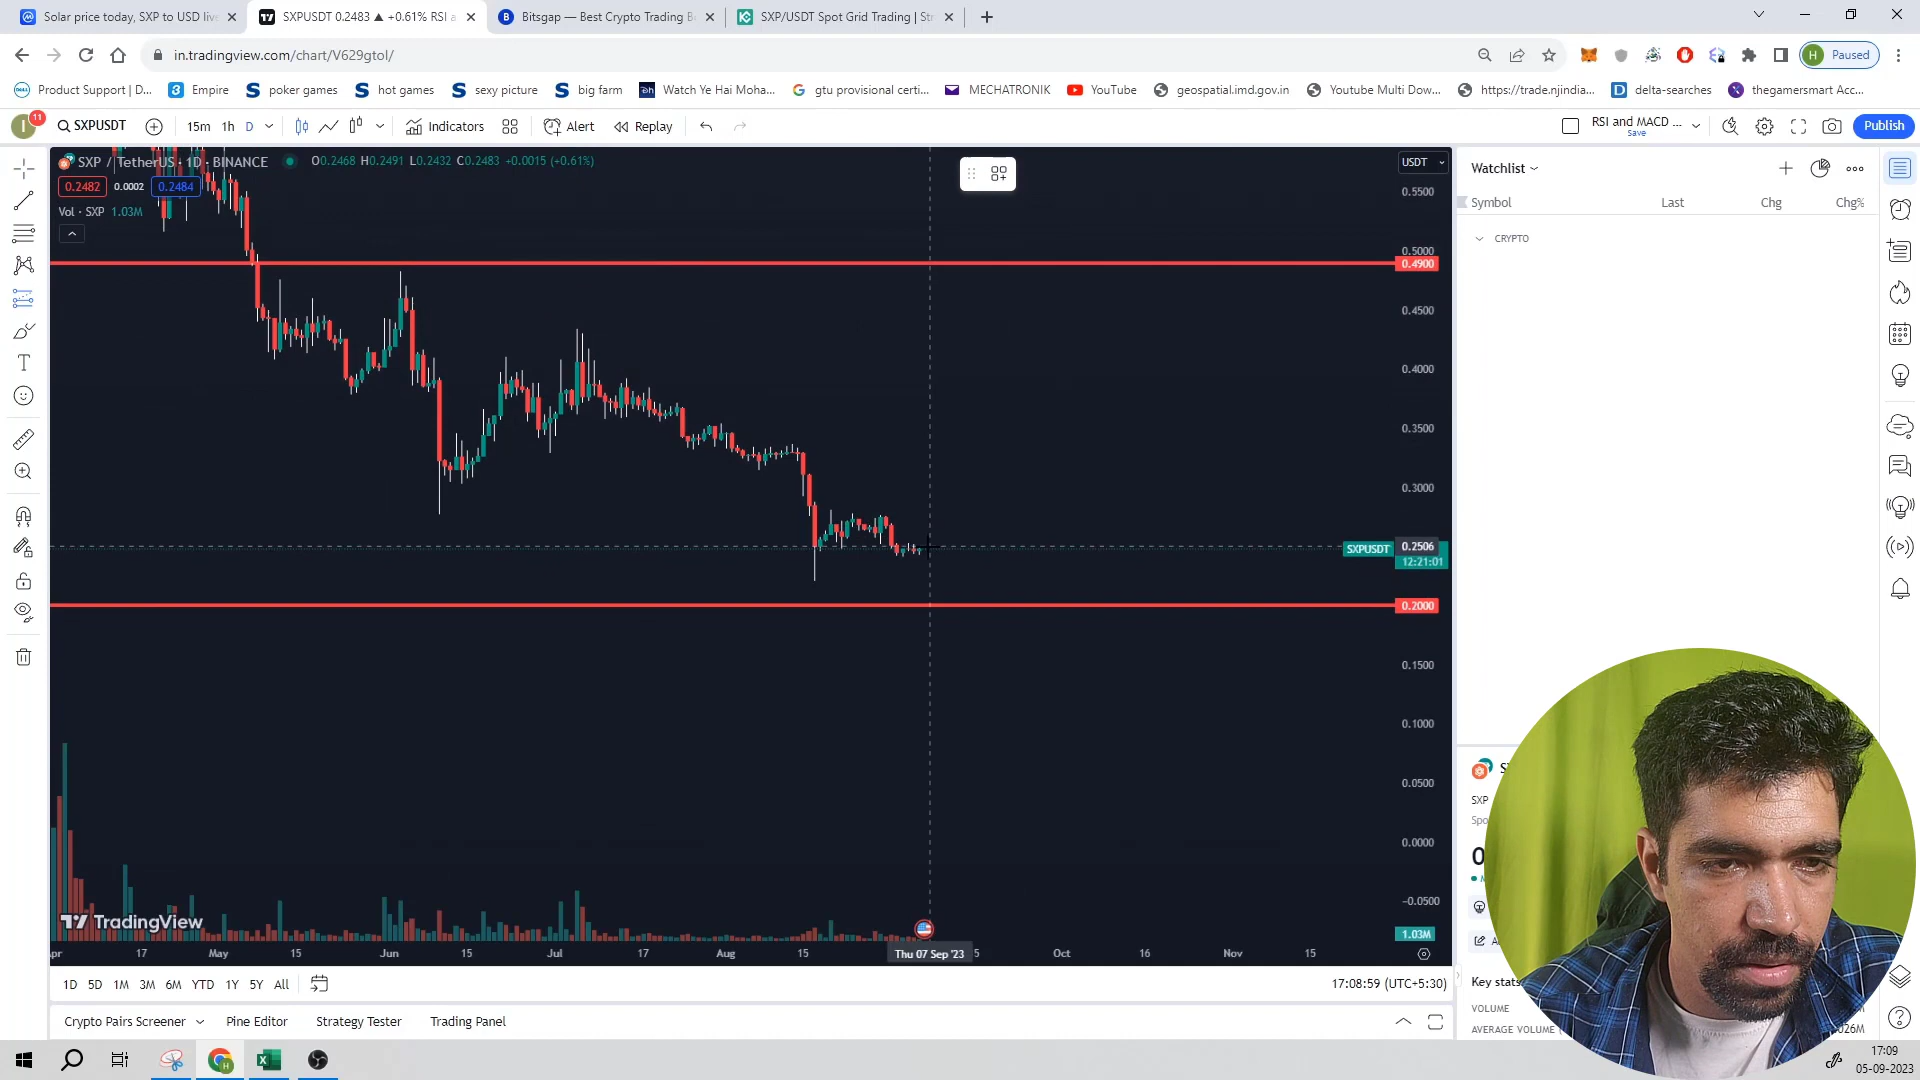 Solar price today, SXP to USD live
SXPUSDT 0.2483 ▲ +0.61% RSI a
Bitsgap — Best Crypto Trading B
SXP/USDT Spot Grid Trading | Str
in.tradingview.com/chart/V629gtol/
H Paused
Product Support | D...
Empire
poker games
hot games
sexy picture
big farm
Watch Ye Hai Moha...
gtu provisional certi...
MECHATRONIK
YouTube
geospatial.imd.gov.in
Youtube Multi Dow...
https://trade.njindia...
delta-searches
thegamersmart Acc...
I 11
SXPUSDT
15m 1h D
Indicators
Alert
Replay
RSI and MACD ...
Save
Publish
SXP / TetherUS · 1D · BINANCE
O0.2468 H0.2491 L0.2432 C0.2483 +0.0015 (+0.61%)
0.2482 0.0002 0.2484
Vol · SXP 1.03M
USDT
0.5500
0.5000
0.4900
0.4500
0.4000
0.3500
0.3000
SXPUSDT 0.2506
12:21:01
0.2000
0.1500
0.1000
0.0500
0.0000
−0.0500
1.03M
TradingView
17 May 15 Jun 15 Jul 17 Aug 15 Thu 07 Sep '23 Oct 16 Nov 15
1D 5D 1M 3M 6M YTD 1Y 5Y All
17:08:59 (UTC+5:30)
Crypto Pairs Screener
Pine Editor
Strategy Tester
Trading Panel
Watchlist
Symbol Last Chg Chg%
CRYPTO
SXP
Key stats
VOLUME
AVERAGE VOLUME (
17:09
05-09-2023